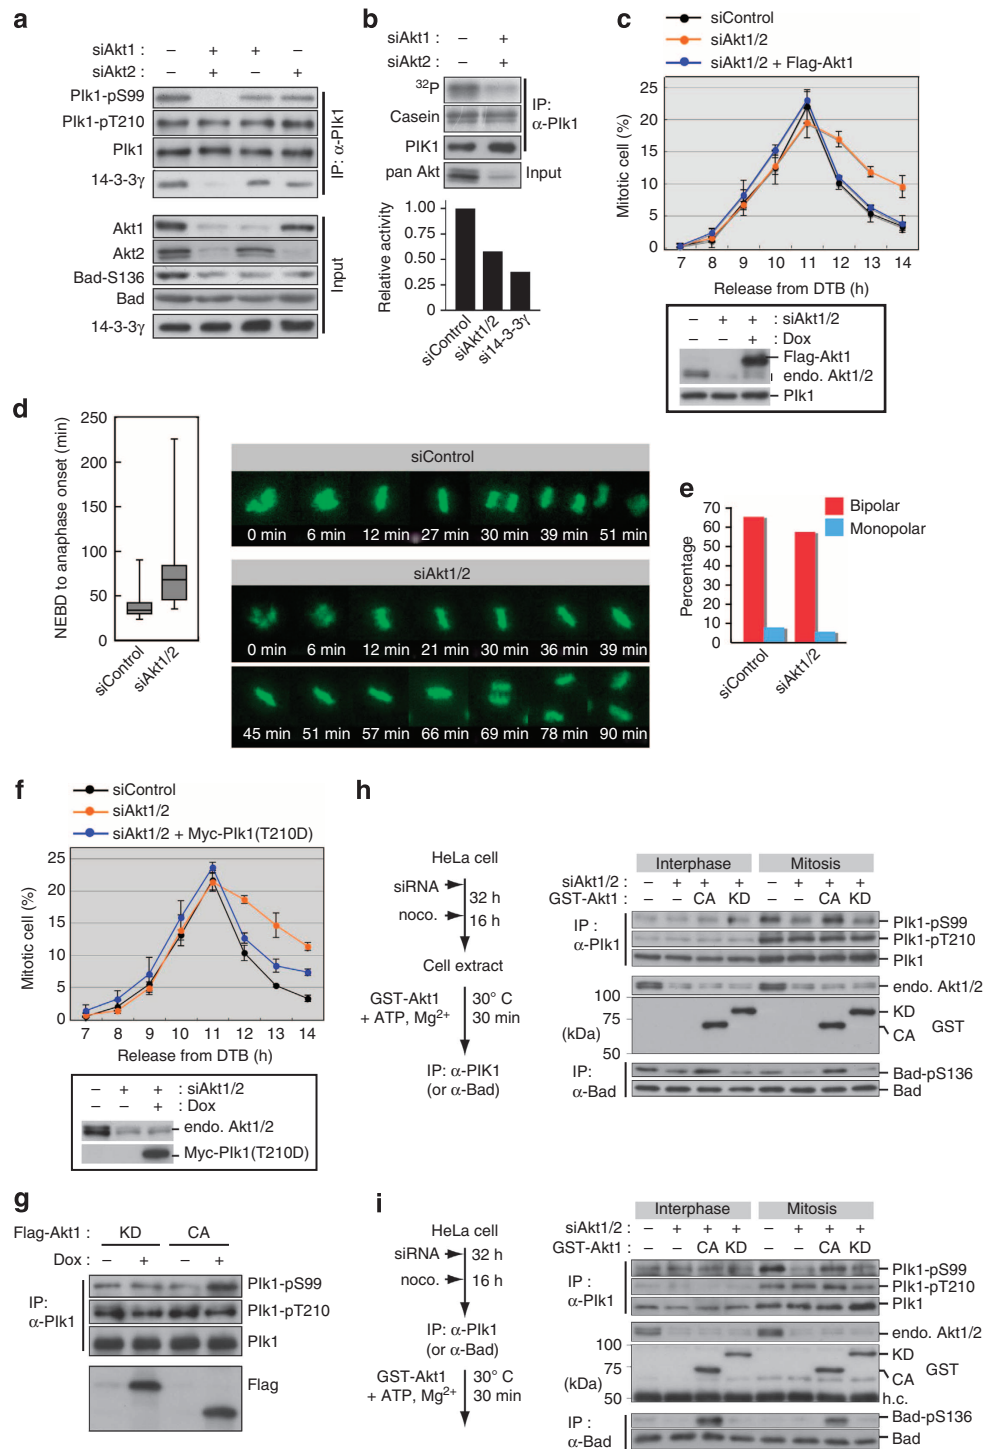 a
siAkt1 : – + + –
siAkt2 : – + – +
Plk1-pS99
Plk1-pT210
Plk1
14-3-3γ
IP: α-Plk1
Akt1
Akt2
Bad-S136
Bad
14-3-3γ
Input
b
siAkt1 : – +
siAkt2 : – +
32P
Casein
PlK1
IP: α-Plk1
pan Akt
Input
Relative activity
1.00
0.75
0.50
0.25
0
siControl
siAkt1/2
si14-3-3γ
c
siControl
siAkt1/2
siAkt1/2 + Flag-Akt1
Mitotic cell (%)
25
20
15
10
5
0
7 8 9 10 11 12 13 14
Release from DTB (h)
– + + : siAkt1/2
– – + : Dox
Flag-Akt1
endo. Akt1/2
Plk1
d
NEBD to anaphase onset (min)
250
200
150
100
50
0
siControl
siAkt1/2
siControl
0 min 6 min 12 min 27 min 30 min 39 min 51 min
siAkt1/2
0 min 6 min 12 min 21 min 30 min 36 min 39 min
45 min 51 min 57 min 66 min 69 min 78 min 90 min
e
Bipolar
Monopolar
Percentage
70
60
50
40
30
20
10
0
siControl
siAkt1/2
f
siControl
siAkt1/2
siAkt1/2 + Myc-Plk1(T210D)
Mitotic cell (%)
25
20
15
10
5
0
7 8 9 10 11 12 13 14
Release from DTB (h)
– + + : siAkt1/2
– – + : Dox
endo. Akt1/2
Myc-Plk1(T210D)
g
Flag-Akt1 : KD CA
Dox : – + – +
IP: α-Plk1
Plk1-pS99
Plk1-pT210
Plk1
Flag
h
HeLa cell
siRNA
32 h
noco.
16 h
Cell extract
GST-Akt1 + ATP, Mg2+
30° C
30 min
IP: α-PlK1
(or α-Bad)
Interphase Mitosis
siAkt1/2 : – + + + – + + +
GST-Akt1 : – – CA KD – – CA KD
IP : α-Plk1
Plk1-pS99
Plk1-pT210
Plk1
endo. Akt1/2
100
75
(kDa)
50
KD
CA
GST
IP: α-Bad
Bad-pS136
Bad
i
HeLa cell
siRNA
32 h
noco.
16 h
IP: α-Plk1
(or α-Bad)
GST-Akt1 + ATP, Mg2+
30° C
30 min
Interphase Mitosis
siAkt1/2 : – + + + – + + +
GST-Akt1 : – – CA KD – – CA KD
IP : α-Plk1
Plk1-pS99
Plk1-pT210
Plk1
endo. Akt1/2
100
75
(kDa)
50
KD
CA
GST
h.c.
IP : α-Bad
Bad-pS136
Bad